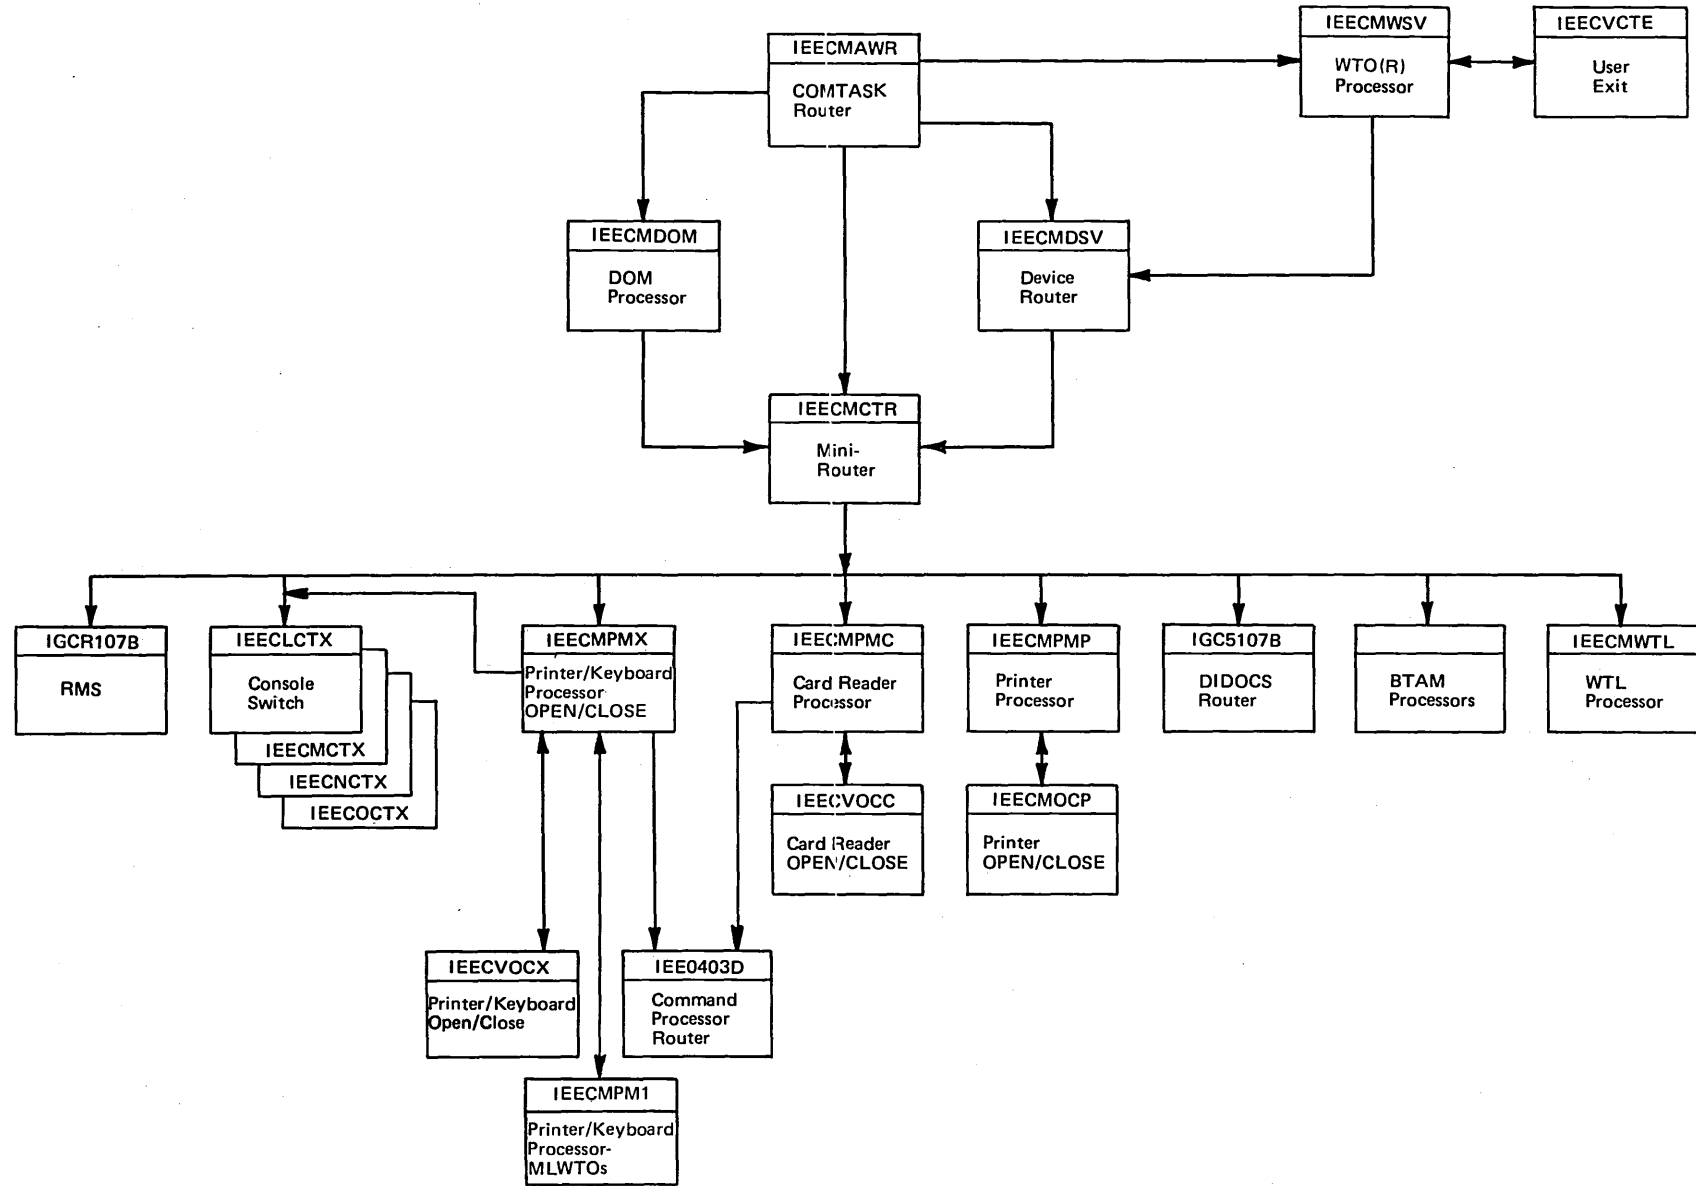 IEECMWSV
WTO(R)
Processor
IEECVCTE
User
Exit
IEECMAWR
COMTASK
Router
IEECMDOM
DOM
Processor
IEECMDSV
Device
Router
IEECMCTR
Mini-
Router
IGCR107B
RMS
IEECLCTX
Console
Switch
IEECMCTX
IEECNCTX
IEECOCTX
IEECMPMX
Printer/Keyboard
Processor
OPEN/CLOSE
IEECMPMC
Card Reader
Processor
IEECMPMP
Printer
Processor
IGC5107B
DIDOCS
Router
BTAM
Processors
IEECMWTL
WTL
Processor
IEECVOCC
Card Reader
OPEN/CLOSE
IEECMOCP
Printer
OPEN/CLOSE
IEECVOCX
Printer/Keyboard
Open/Close
IEE0403D
Command
Processor
Router
IEECMPM1
Printer/Keyboard
Processor-
MLWTOs